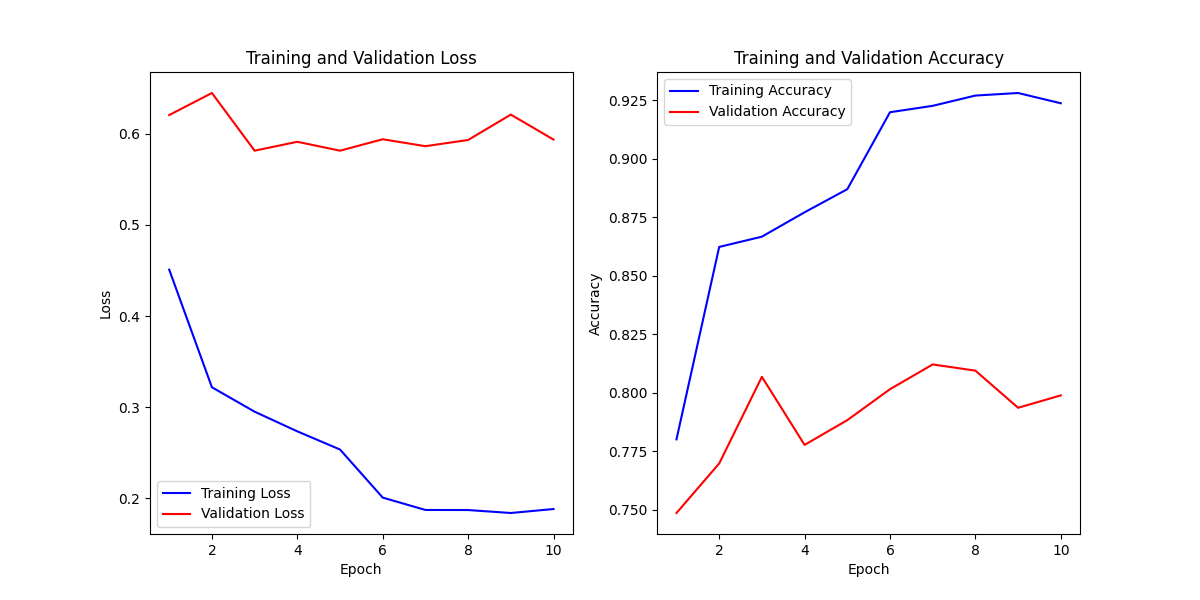 Training and Validation Loss
0.6
0.5
0.4
0.3
0.2
Loss
Training Loss
Validation Loss
2 4 6 8 10
Epoch
Training and Validation Accuracy
Training Accuracy
Validation Accuracy
0.925
0.900
0.875
0.850
0.825
0.800
0.775
0.750
Accuracy
2 4 6 8 10
Epoch